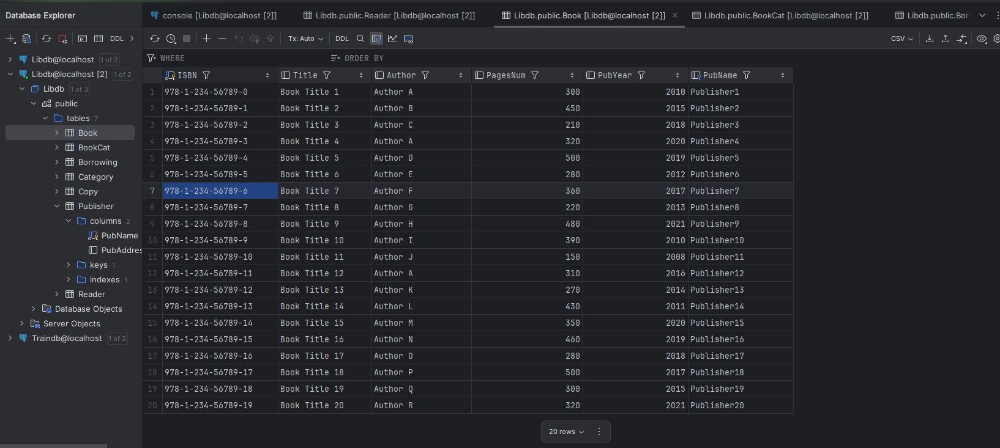 Database Explorer
console [Libdb@localhost [2]]
Libdb.public.Reader [Libdb@localhost [2]]
Libdb.public.Book [Libdb@localhost [2]]
Libdb.public.BookCat [Libdb@localhost [2]]
Libdb.public.Bor
DDL
Tx: Auto
DDL
CSV
Libdb@localhost 1 of 2
Libdb@localhost [2] 1 of 2
Libdb 1 of 3
public
tables 7
Book
BookCat
Borrowing
Category
Copy
Publisher
columns 2
PubName
PubAddres
keys 1
indexes 1
Reader
Database Objects
Server Objects
Traindb@localhost 1 of 2
WHERE ORDER BY
ISBN Title Author PagesNum PubYear PubName
1 978-1-234-56789-0 Book Title 1 Author A 300 2010 Publisher1
2 978-1-234-56789-1 Book Title 2 Author B 450 2015 Publisher2
3 978-1-234-56789-2 Book Title 3 Author C 210 2018 Publisher3
4 978-1-234-56789-3 Book Title 4 Author A 320 2020 Publisher4
5 978-1-234-56789-4 Book Title 5 Author D 500 2019 Publisher5
6 978-1-234-56789-5 Book Title 6 Author E 280 2012 Publisher6
7 978-1-234-56789-6 Book Title 7 Author F 360 2017 Publisher7
8 978-1-234-56789-7 Book Title 8 Author G 220 2013 Publisher8
9 978-1-234-56789-8 Book Title 9 Author H 480 2021 Publisher9
10 978-1-234-56789-9 Book Title 10 Author I 390 2010 Publisher10
11 978-1-234-56789-10 Book Title 11 Author J 150 2008 Publisher11
12 978-1-234-56789-11 Book Title 12 Author A 310 2016 Publisher12
13 978-1-234-56789-12 Book Title 13 Author K 270 2014 Publisher13
14 978-1-234-56789-13 Book Title 14 Author L 430 2011 Publisher14
15 978-1-234-56789-14 Book Title 15 Author M 350 2020 Publisher15
16 978-1-234-56789-15 Book Title 16 Author N 460 2019 Publisher16
17 978-1-234-56789-16 Book Title 17 Author O 280 2018 Publisher17
18 978-1-234-56789-17 Book Title 18 Author P 500 2017 Publisher18
19 978-1-234-56789-18 Book Title 19 Author Q 300 2015 Publisher19
20 978-1-234-56789-19 Book Title 20 Author R 320 2021 Publisher20
20 rows